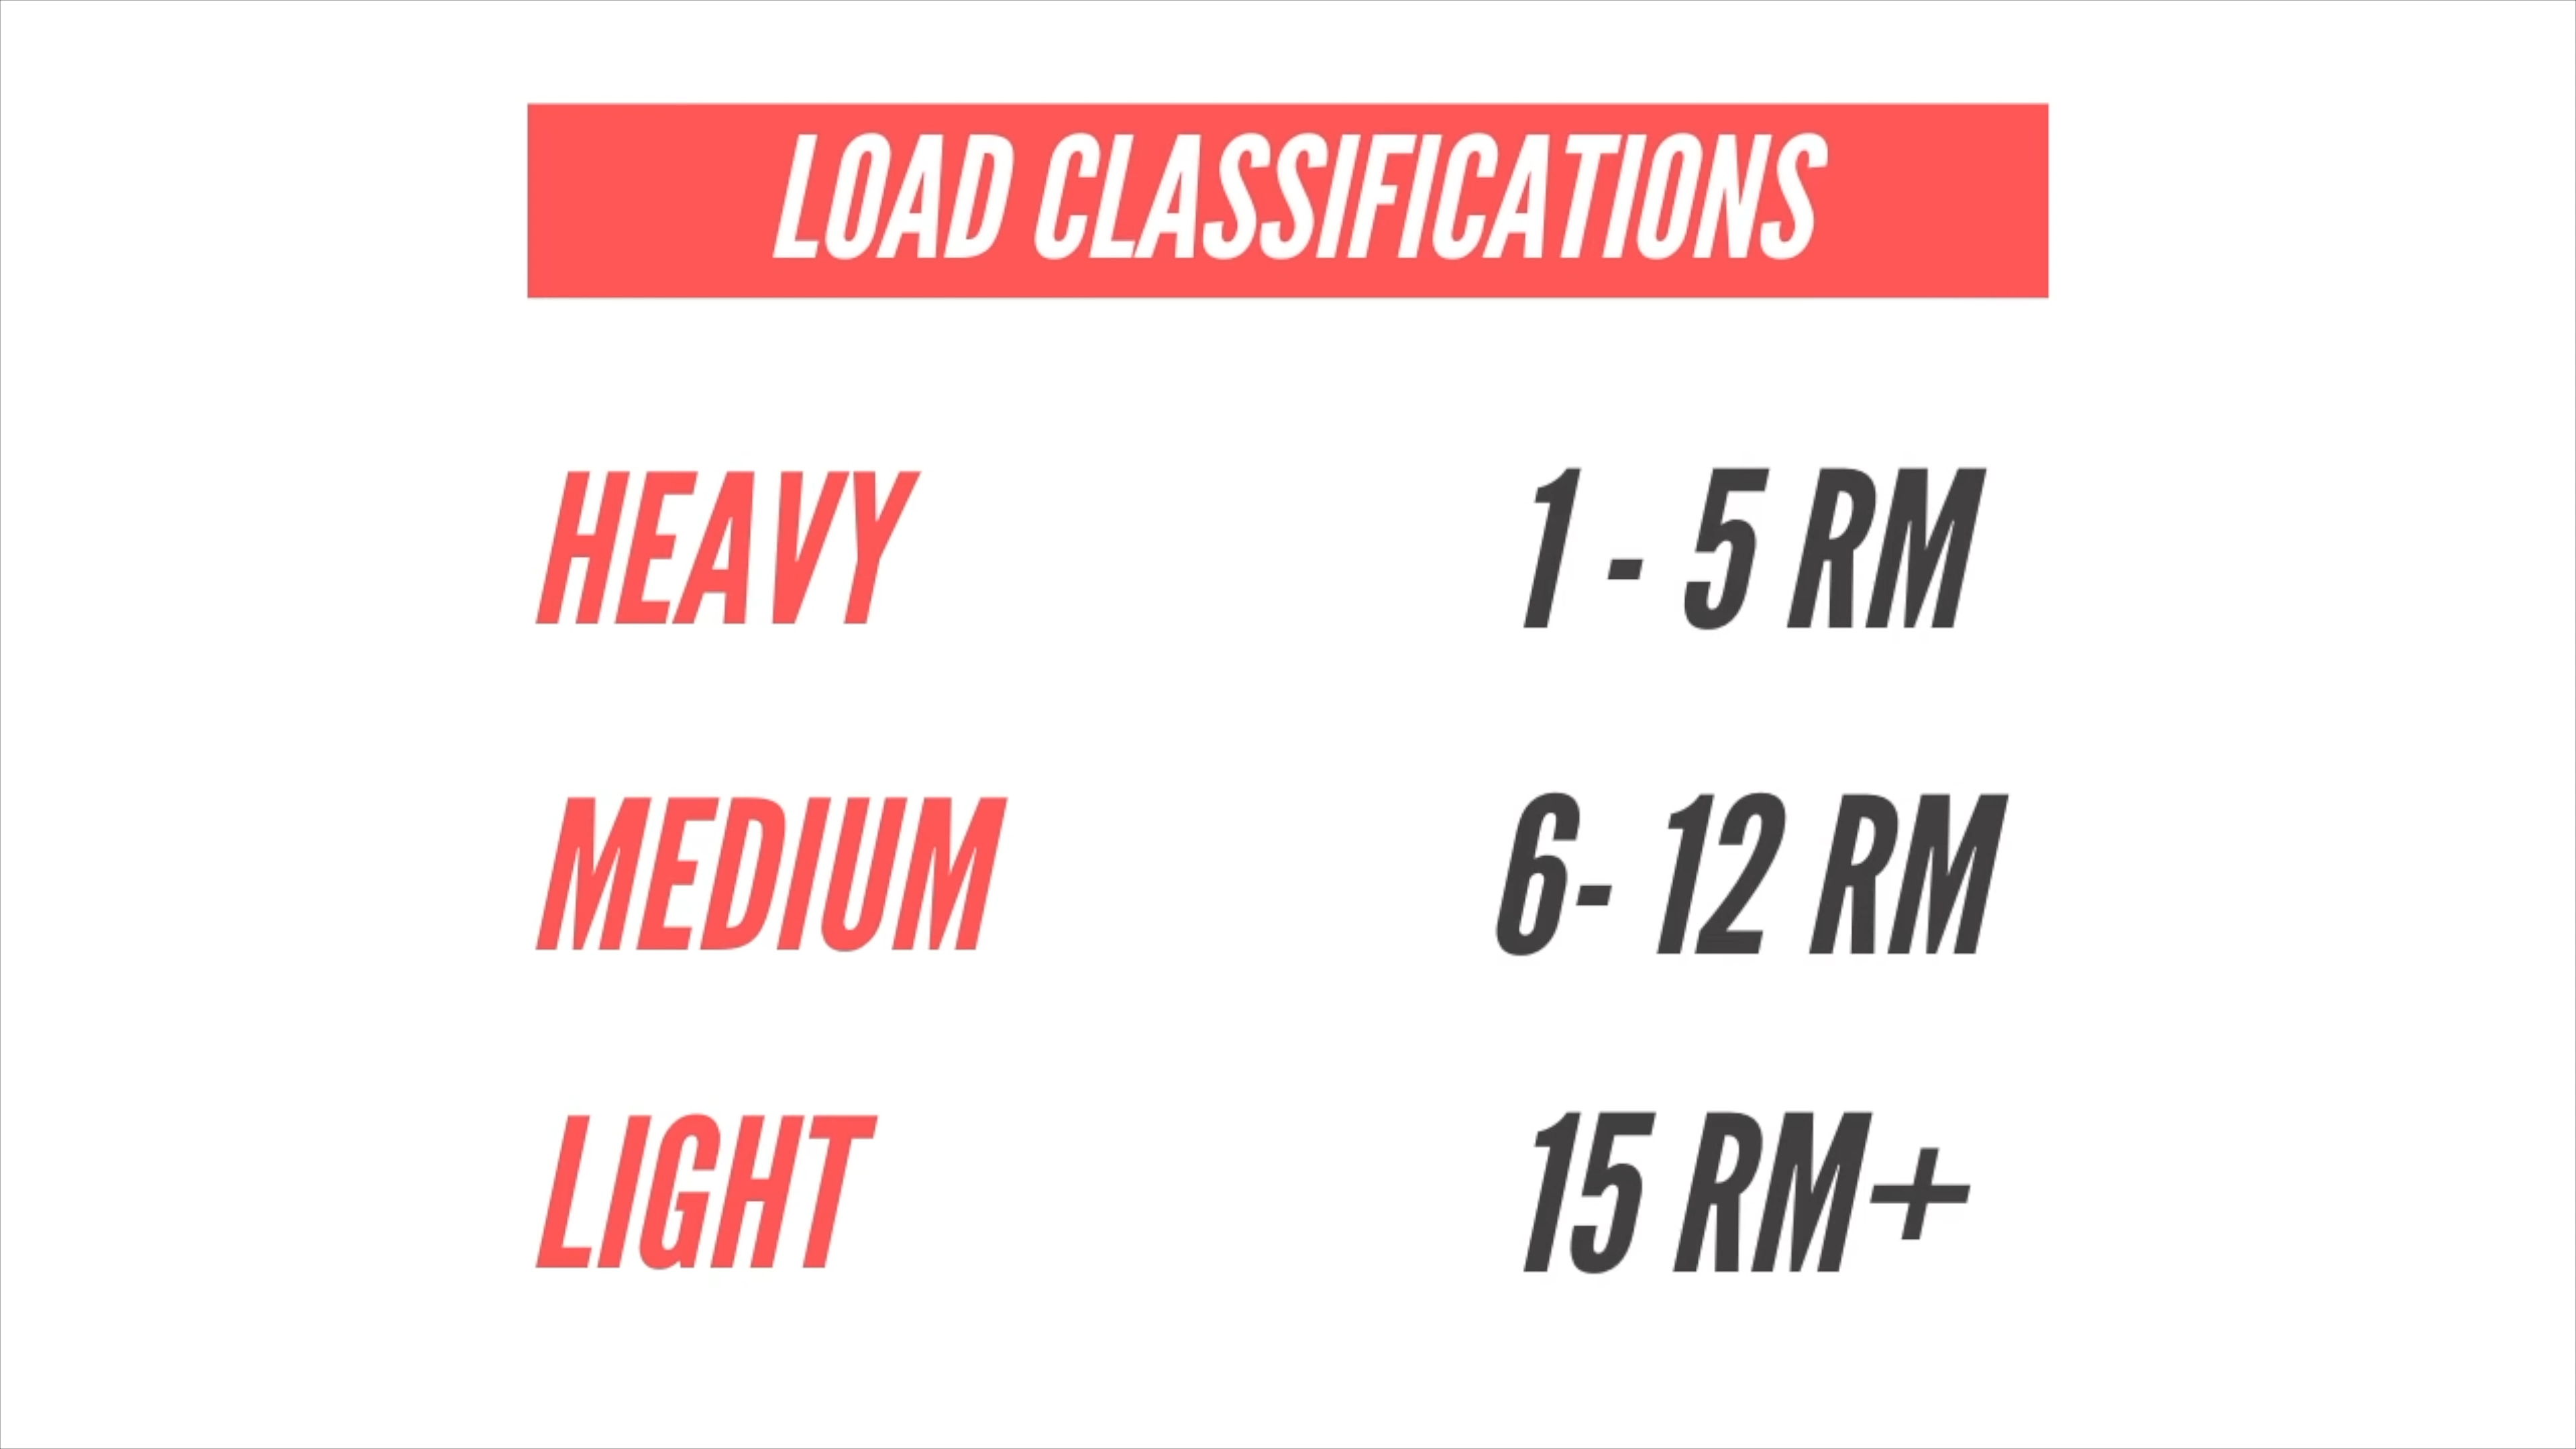 LOAD CLASSIFICATIONS
HEAVY 1 - 5 RM
MEDIUM 6- 12 RM
LIGHT 15 RM+